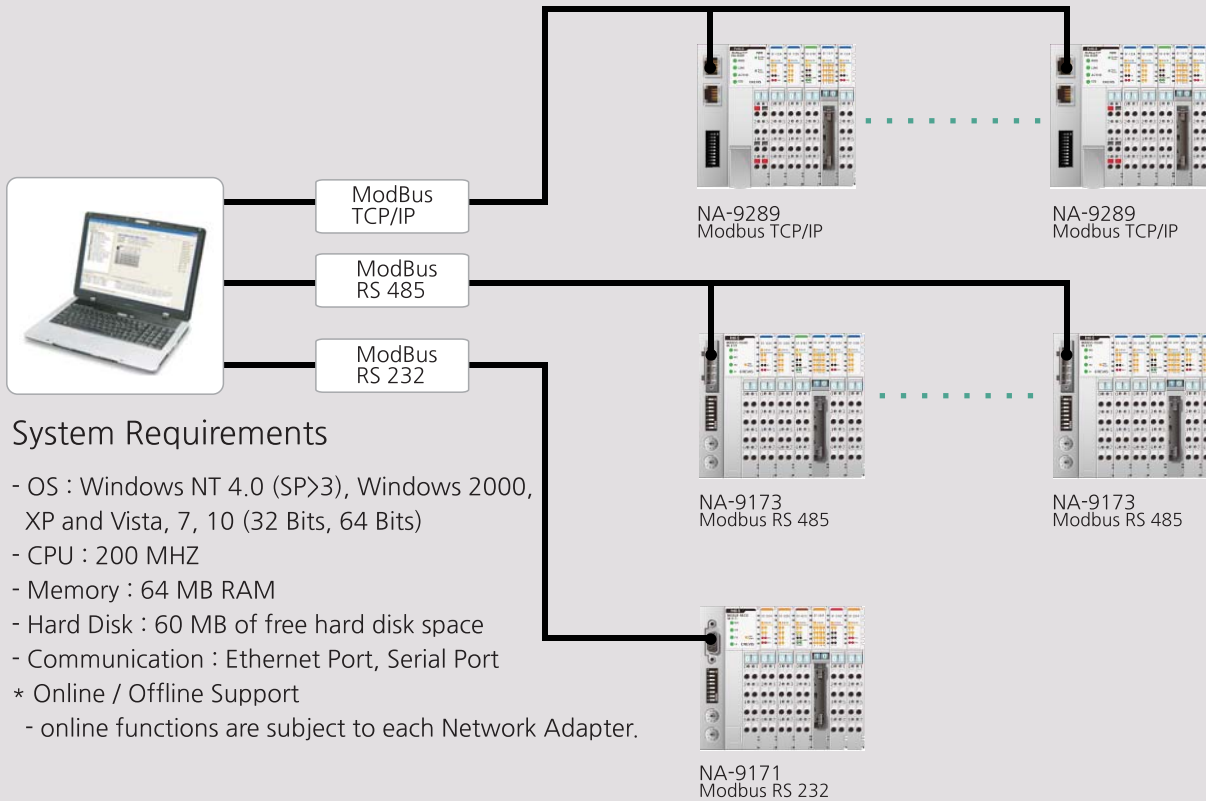 ModBus
TCP/IP
NA-9289
Modbus TCP/IP
NA-9289
Modbus TCP/IP
ModBus
RS 485
ModBus
RS 232
NA-9173
Modbus RS 485
NA-9173
Modbus RS 485
System Requirements
- OS : Windows NT 4.0 (SP>3), Windows 2000,
XP and Vista, 7, 10 (32 Bits, 64 Bits)
- CPU : 200 MHZ
- Memory : 64 MB RAM
- Hard Disk : 60 MB of free hard disk space
- Communication : Ethernet Port, Serial Port
* Online / Offline Support
- online functions are subject to each Network Adapter.
NA-9171
Modbus RS 232